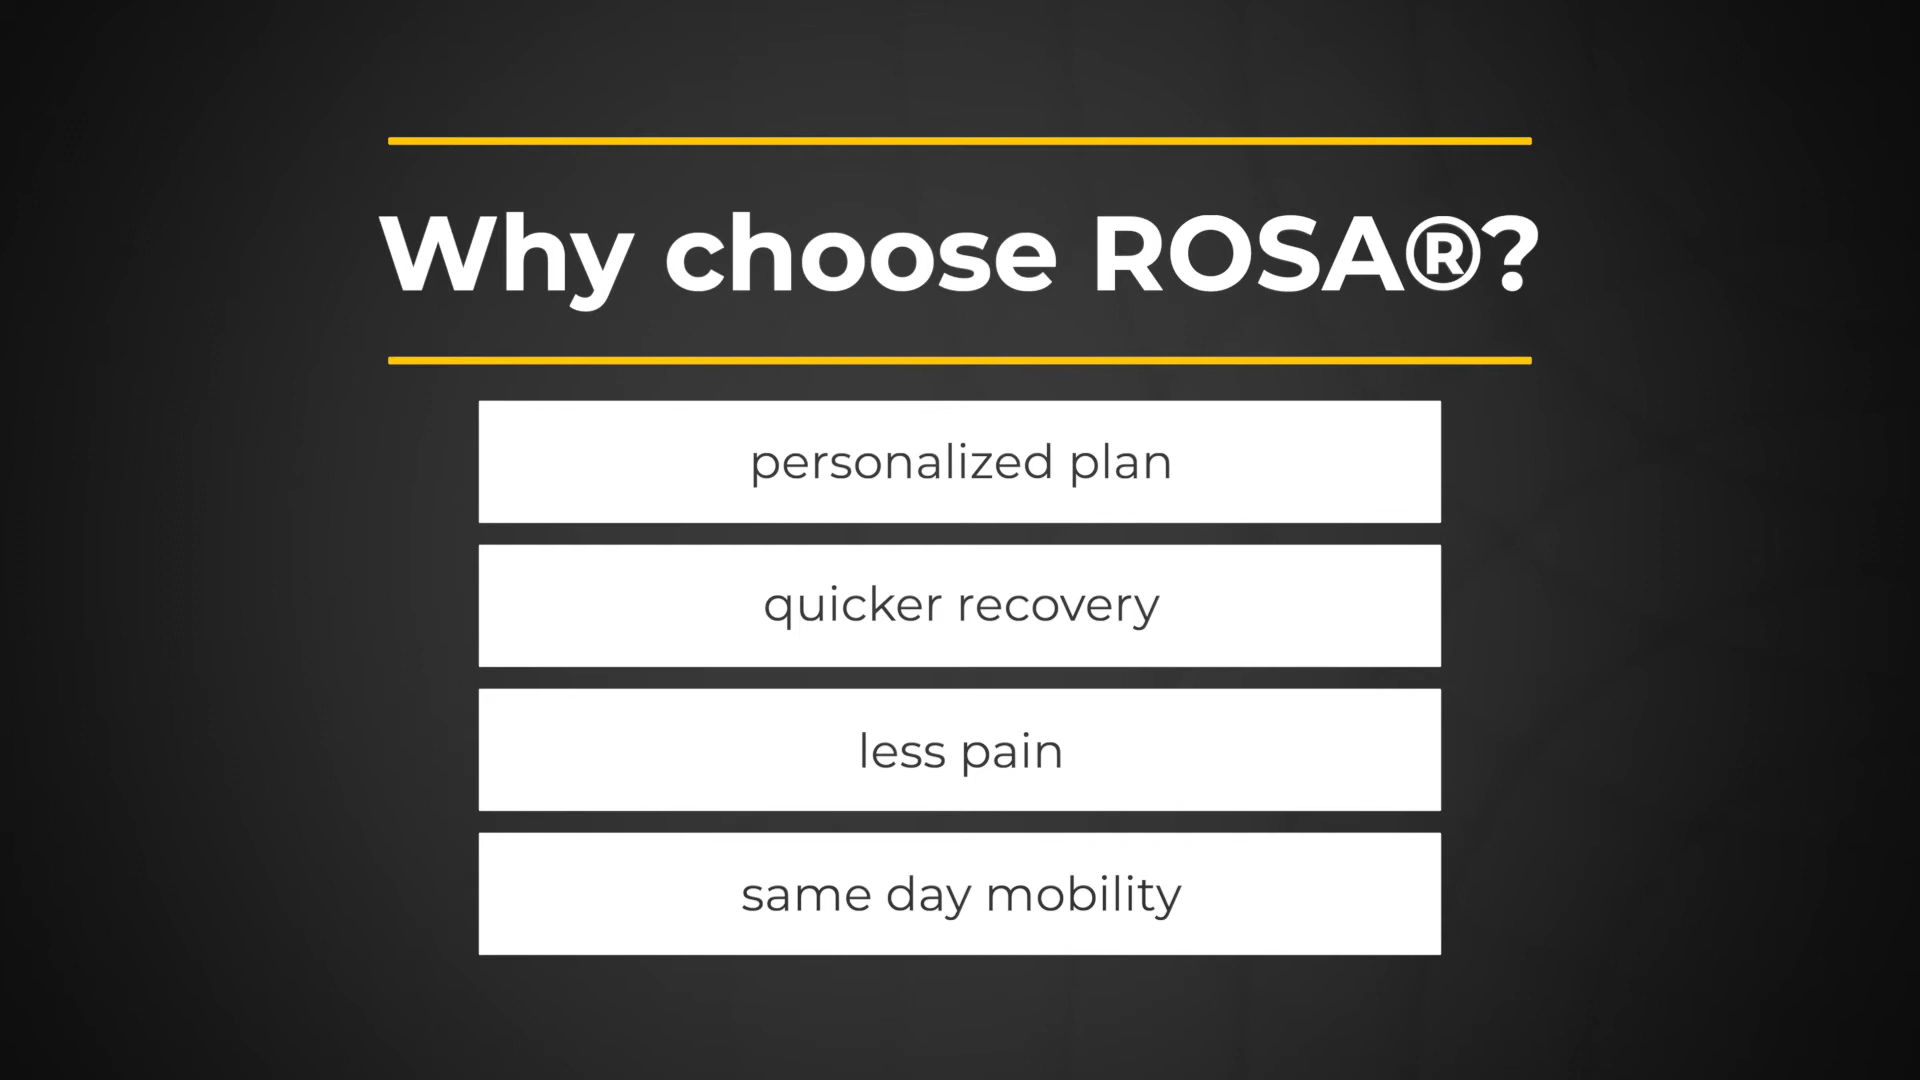 Why choose ROSA®?
personalized plan
quicker recovery
less pain
same day mobility